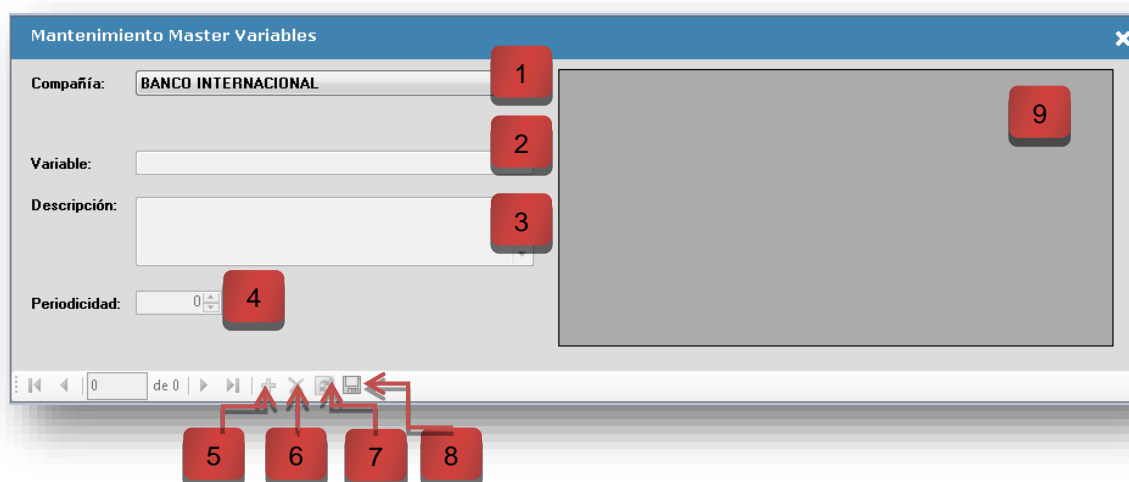 Mantenimiento Master Variables
Compañía: BANCO INTERNACIONAL 1
9
Variable: 2
Descripción: 3
Periodicidad: 0 4
0 de 0
5 6 7 8